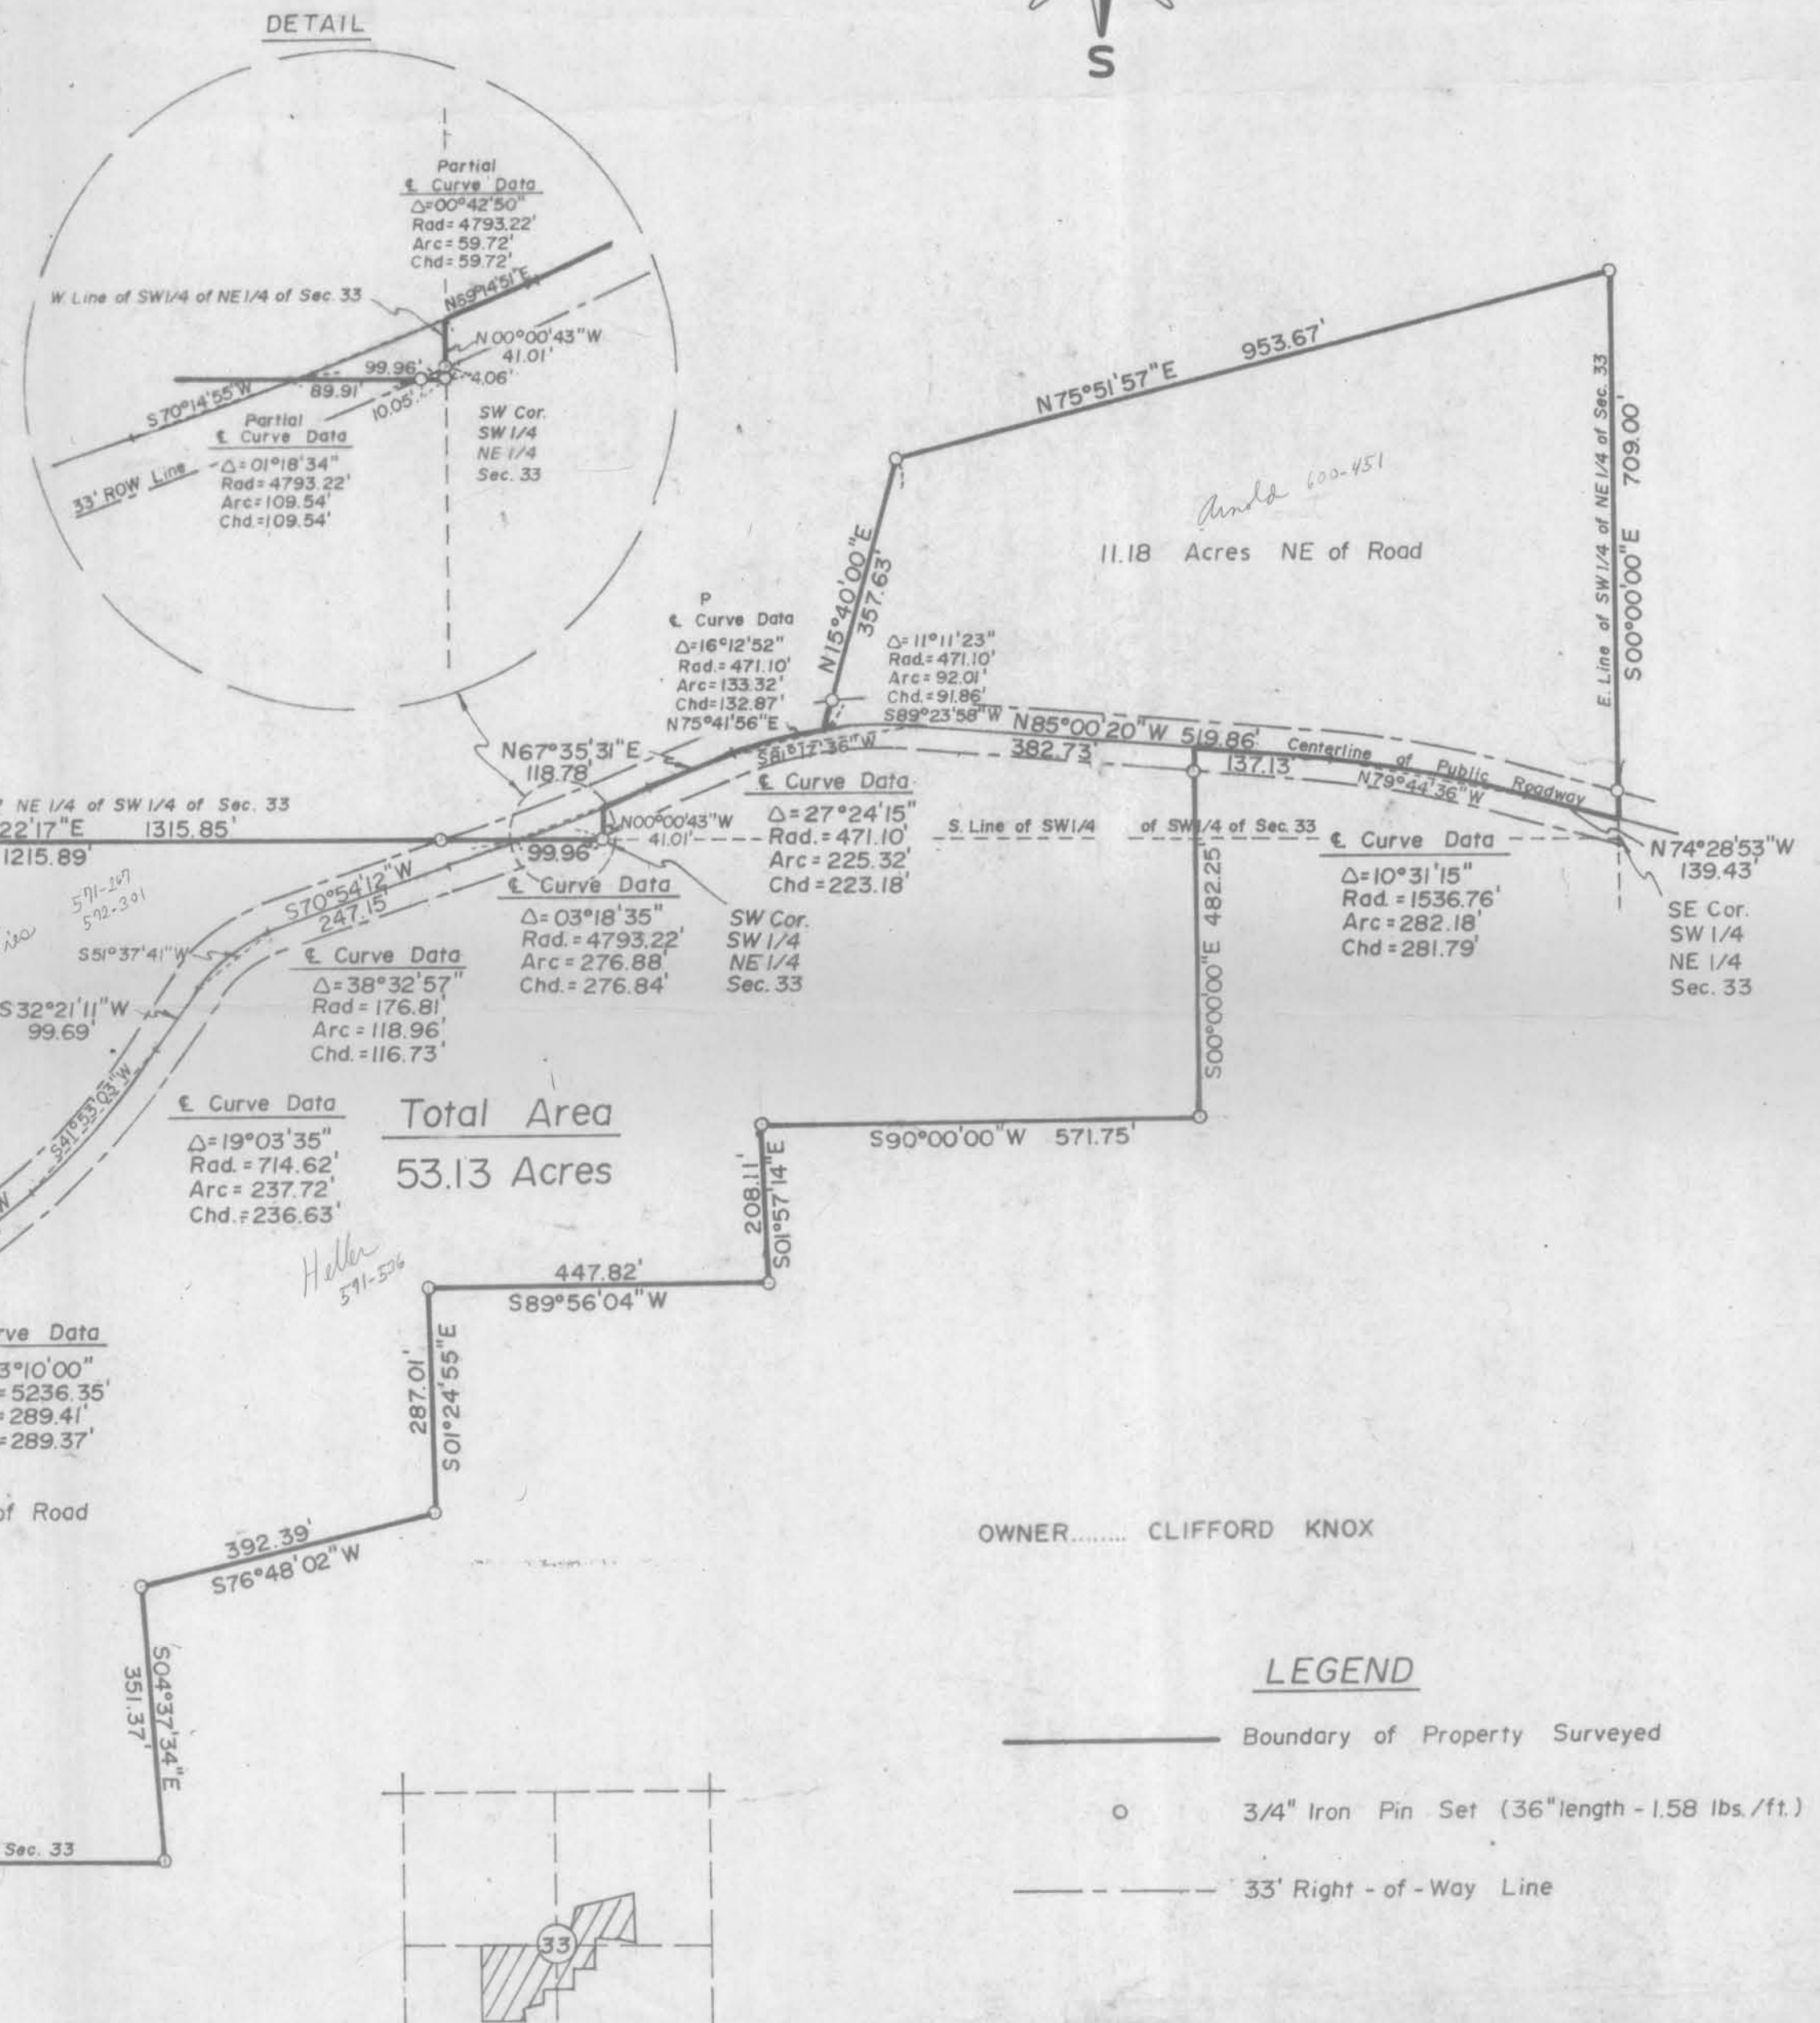 DETAIL
S
Partial
℄ Curve Data
Δ=00°42'50"
Rad=4793.22'
Arc=59.72'
Chd=59.72'
W. Line of SW1/4 of NE1/4 of Sec. 33
N69°14'51"E
N00°00'43"W
41.01'
99.96'
89.91'
4.06'
10.05'
S70°14'55"W
33' ROW Line
Partial
℄ Curve Data
Δ=01°18'34"
Rad=4793.22'
Arc=109.54'
Chd.=109.54'
SW Cor.
SW 1/4
NE 1/4
Sec. 33
N75°51'57"E 953.67'
E. Line of SW1/4 of NE1/4 of Sec. 33
S00°00'00"E 709.00'
Arnold 600-451
11.18 Acres NE of Road
N15°40'00"E
357.63'
P
℄ Curve Data
Δ=16°12'52"
Rad.=471.10'
Arc=133.32'
Chd=132.87'
N75°41'56"E
Δ=11°11'23"
Rad.=471.10'
Arc=92.01'
Chd.=91.86'
S89°23'58"W
N85°00'20"W 519.86'
382.73'
137.13'
Centerline of Public Roadway
N79°44'36"W
N74°28'53"W
139.43'
N67°35'31"E
118.78'
S81°17'36"W
℄ Curve Data
Δ=27°24'15"
Rad.=471.10'
Arc=225.32'
Chd=223.18'
NE 1/4 of SW 1/4 of Sec. 33
22'17"E 1315.85'
1215.89'
99.96'
N00°00'43"W
41.01'
S. Line of SW1/4 of SW1/4 of Sec. 33
℄ Curve Data
Δ=10°31'15"
Rad.=1536.76'
Arc=282.18'
Chd=281.79'
SE Cor.
SW 1/4
NE 1/4
Sec. 33
571-267
572-301
S70°54'12"W
247.15'
℄ Curve Data
Δ=03°18'35"
Rad.=4793.22'
Arc=276.88'
Chd.=276.84'
SW Cor.
SW 1/4
NE 1/4
Sec. 33
S51°37'41"W
℄ Curve Data
Δ=38°32'57"
Rad=176.81'
Arc=118.96'
Chd.=116.73'
S32°21'11"W
99.69'
S41°53'03"W
W
℄ Curve Data
Δ=19°03'35"
Rad.=714.62'
Arc=237.72'
Chd.=236.63'
Total Area
53.13 Acres
S00°00'00"E 482.25'
S90°00'00"W 571.75'
208.11'
S01°57'14"E
Heller
591-536
447.82'
S89°56'04"W
rve Data
3°10'00"
=5236.35'
=289.41'
=289.37'
287.01'
S01°24'55"E
of Road
392.39'
S76°48'02"W
351.37'
S04°37'34"E
Sec. 33
OWNER........ CLIFFORD KNOX
LEGEND
Boundary of Property Surveyed
3/4" Iron Pin Set (36"length - 1.58 lbs./ft.)
33' Right-of-Way Line
33